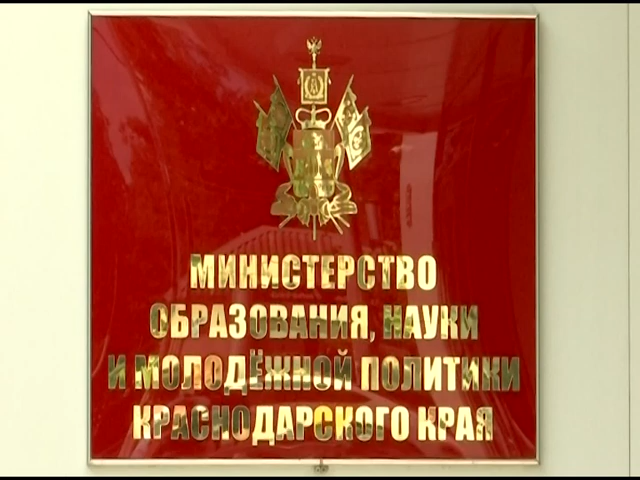 МИНИСТЕРСТВО
ОБРАЗОВАНИЯ, НАУКИ
И МОЛОДЁЖНОЙ ПОЛИТИКИ
КРАСНОДАРСКОГО КРАЯ